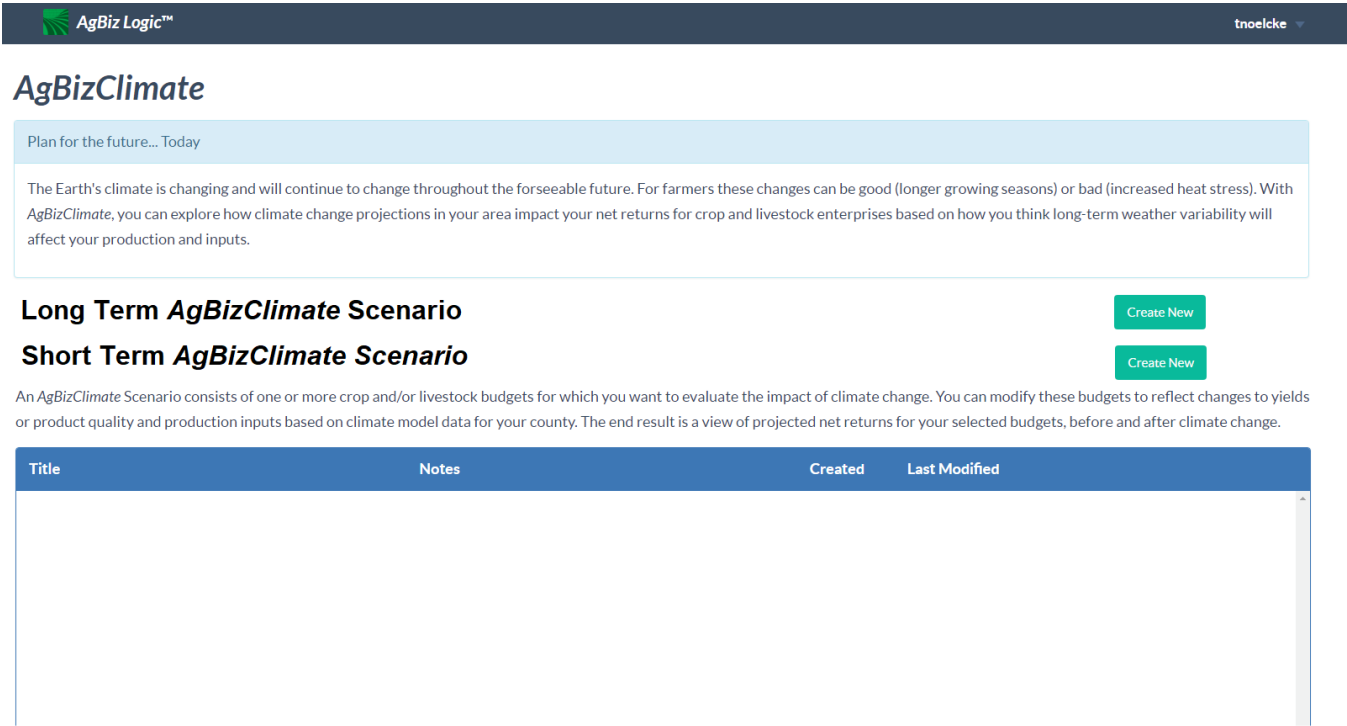 AgBiz Logic™
tnoelcke
AgBizClimate
Plan for the future... Today
The Earth's climate is changing and will continue to change throughout the forseeable future. For farmers these changes can be good (longer growing seasons) or bad (increased heat stress). With
AgBizClimate, you can explore how climate change projections in your area impact your net returns for crop and livestock enterprises based on how you think long-term weather variability will
affect your production and inputs.
Long Term AgBizClimate Scenario
Create New
Short Term AgBizClimate Scenario
Create New
An AgBizClimate Scenario consists of one or more crop and/or livestock budgets for which you want to evaluate the impact of climate change. You can modify these budgets to reflect changes to yields
or product quality and production inputs based on climate model data for your county. The end result is a view of projected net returns for your selected budgets, before and after climate change.
Title Notes Created Last Modified